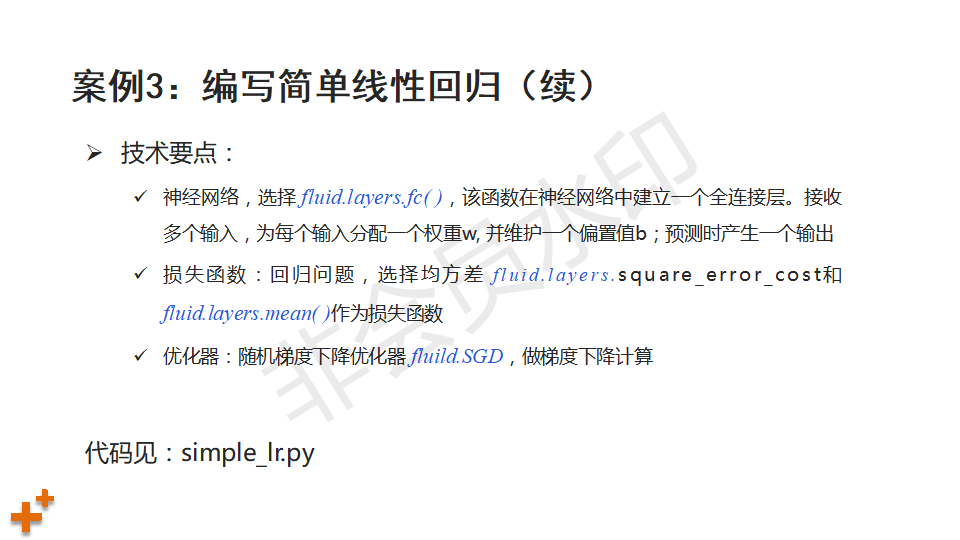 案例3：编写简单线性回归（续）
技术要点：
神经网络，选择fluid.layers.fc( )，该函数在神经网络中建立一个全连接层。接收
多个输入，为每个输入分配一个权重w, 并维护一个偏置值b；预测时产生一个输出
损失函数：回归问题，选择均方差 fluid.layers.square_error_cost和
fluid.layers.mean( )作为损失函数
优化器：随机梯度下降优化器fluild.SGD，做梯度下降计算
代码见：simple_lr.py
非会员水印